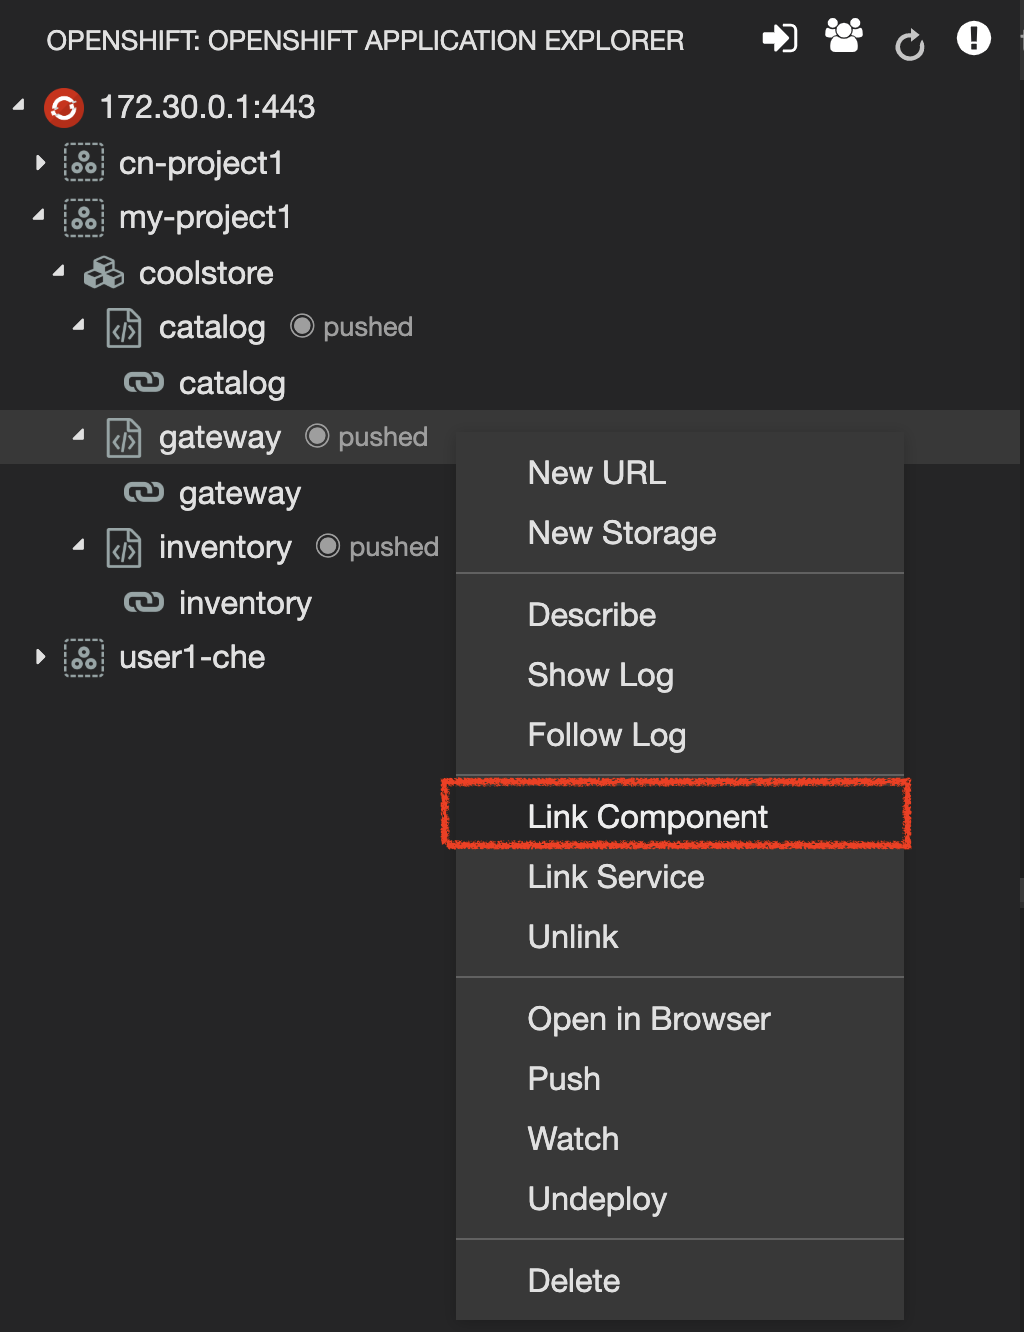 OPENSHIFT: OPENSHIFT APPLICATION EXPLORER
172.30.0.1:443
cn-project1
my-project1
coolstore
catalog pushed
catalog
gateway pushed
gateway
inventory pushed
inventory
user1-che
New URL
New Storage
Describe
Show Log
Follow Log
Link Component
Link Service
Unlink
Open in Browser
Push
Watch
Undeploy
Delete